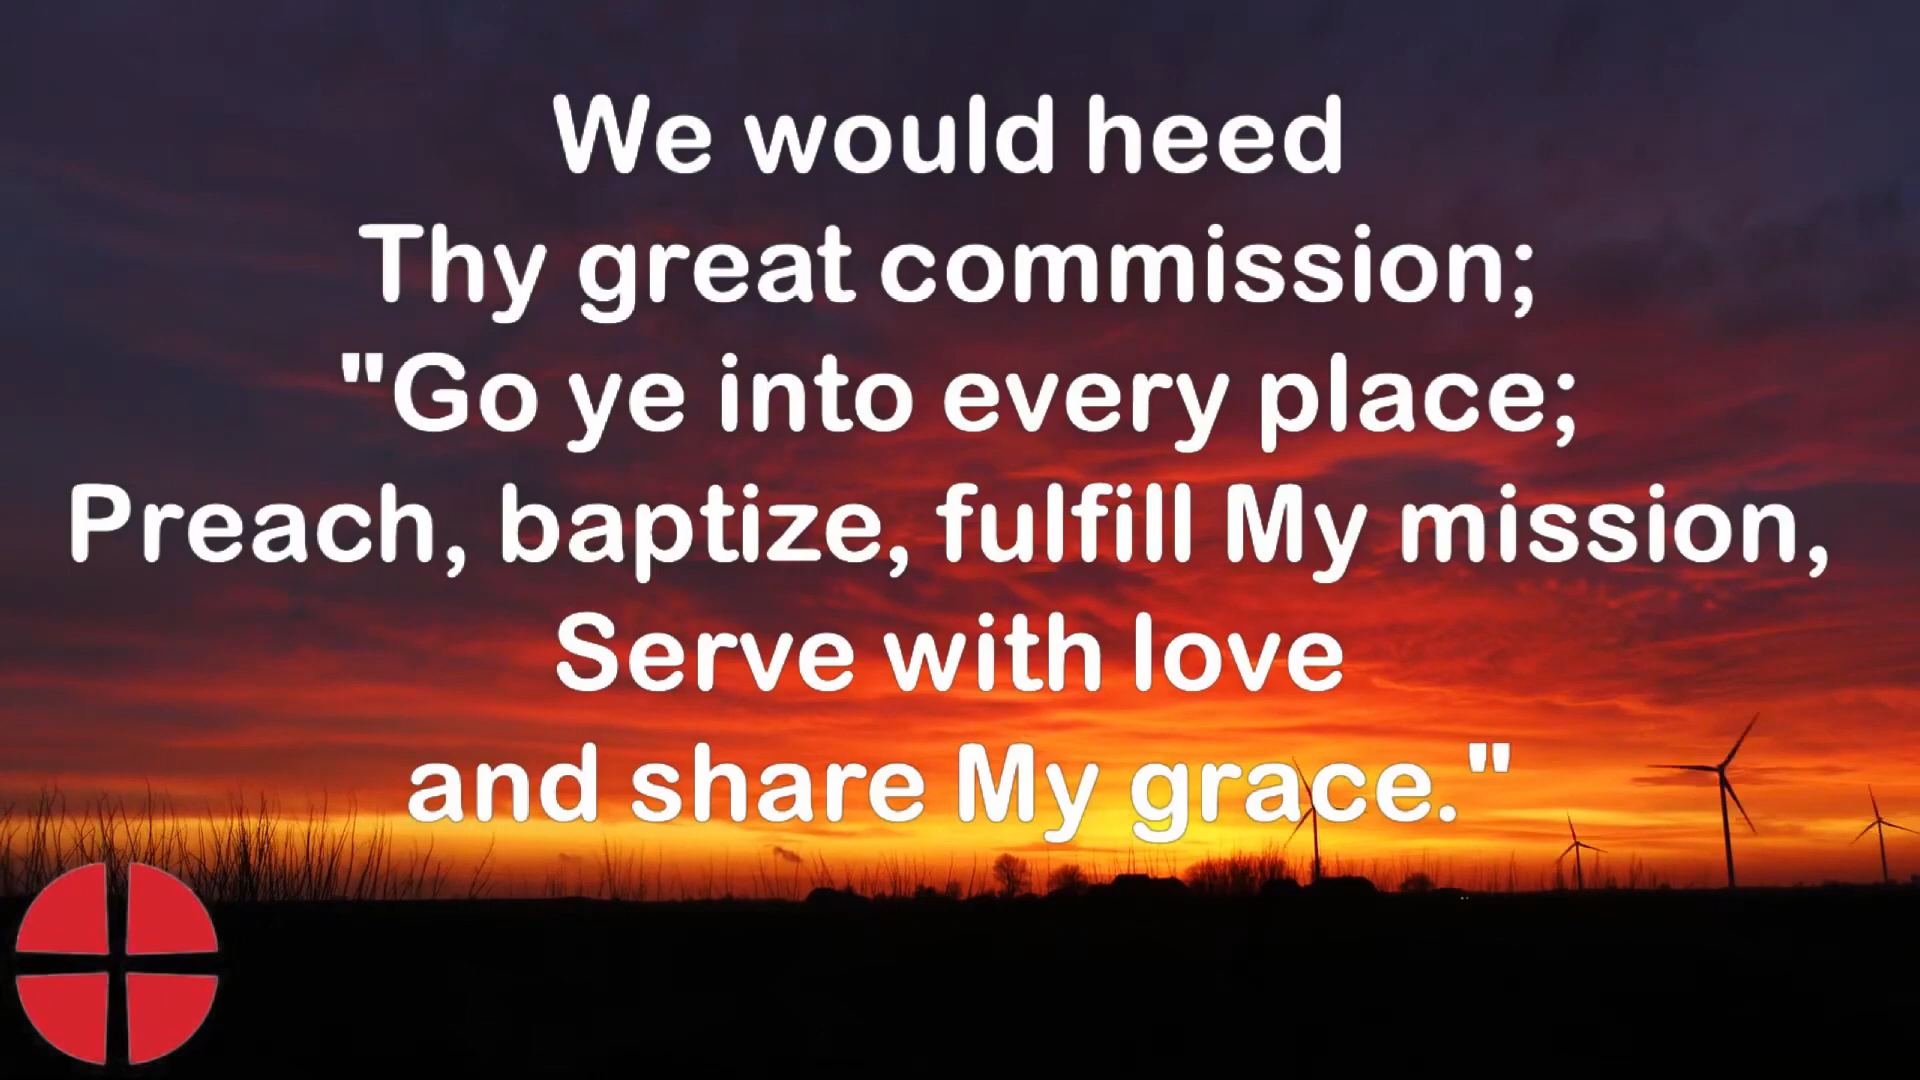 We would heed
Thy great commission;
"Go ye into every place;
Preach, baptize, fulfill My mission,
Serve with love
and share My grace."